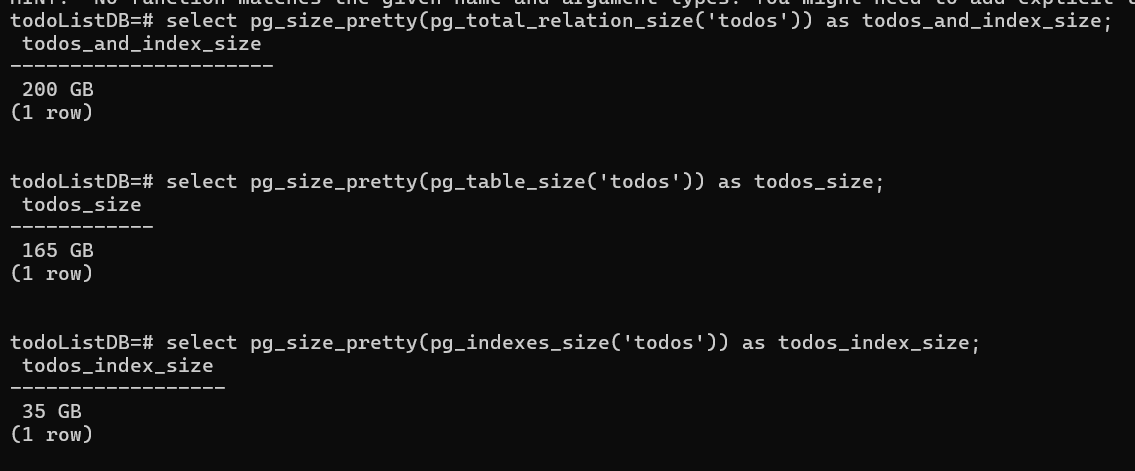 HINT:  No function matches the given name and argument types. You might need to add explicit
todoListDB=# select pg_size_pretty(pg_total_relation_size('todos')) as todos_and_index_size;
 todos_and_index_size
----------------------
 200 GB
(1 row)
todoListDB=# select pg_size_pretty(pg_table_size('todos')) as todos_size;
 todos_size
------------
 165 GB
(1 row)
todoListDB=# select pg_size_pretty(pg_indexes_size('todos')) as todos_index_size;
 todos_index_size
------------------
 35 GB
(1 row)